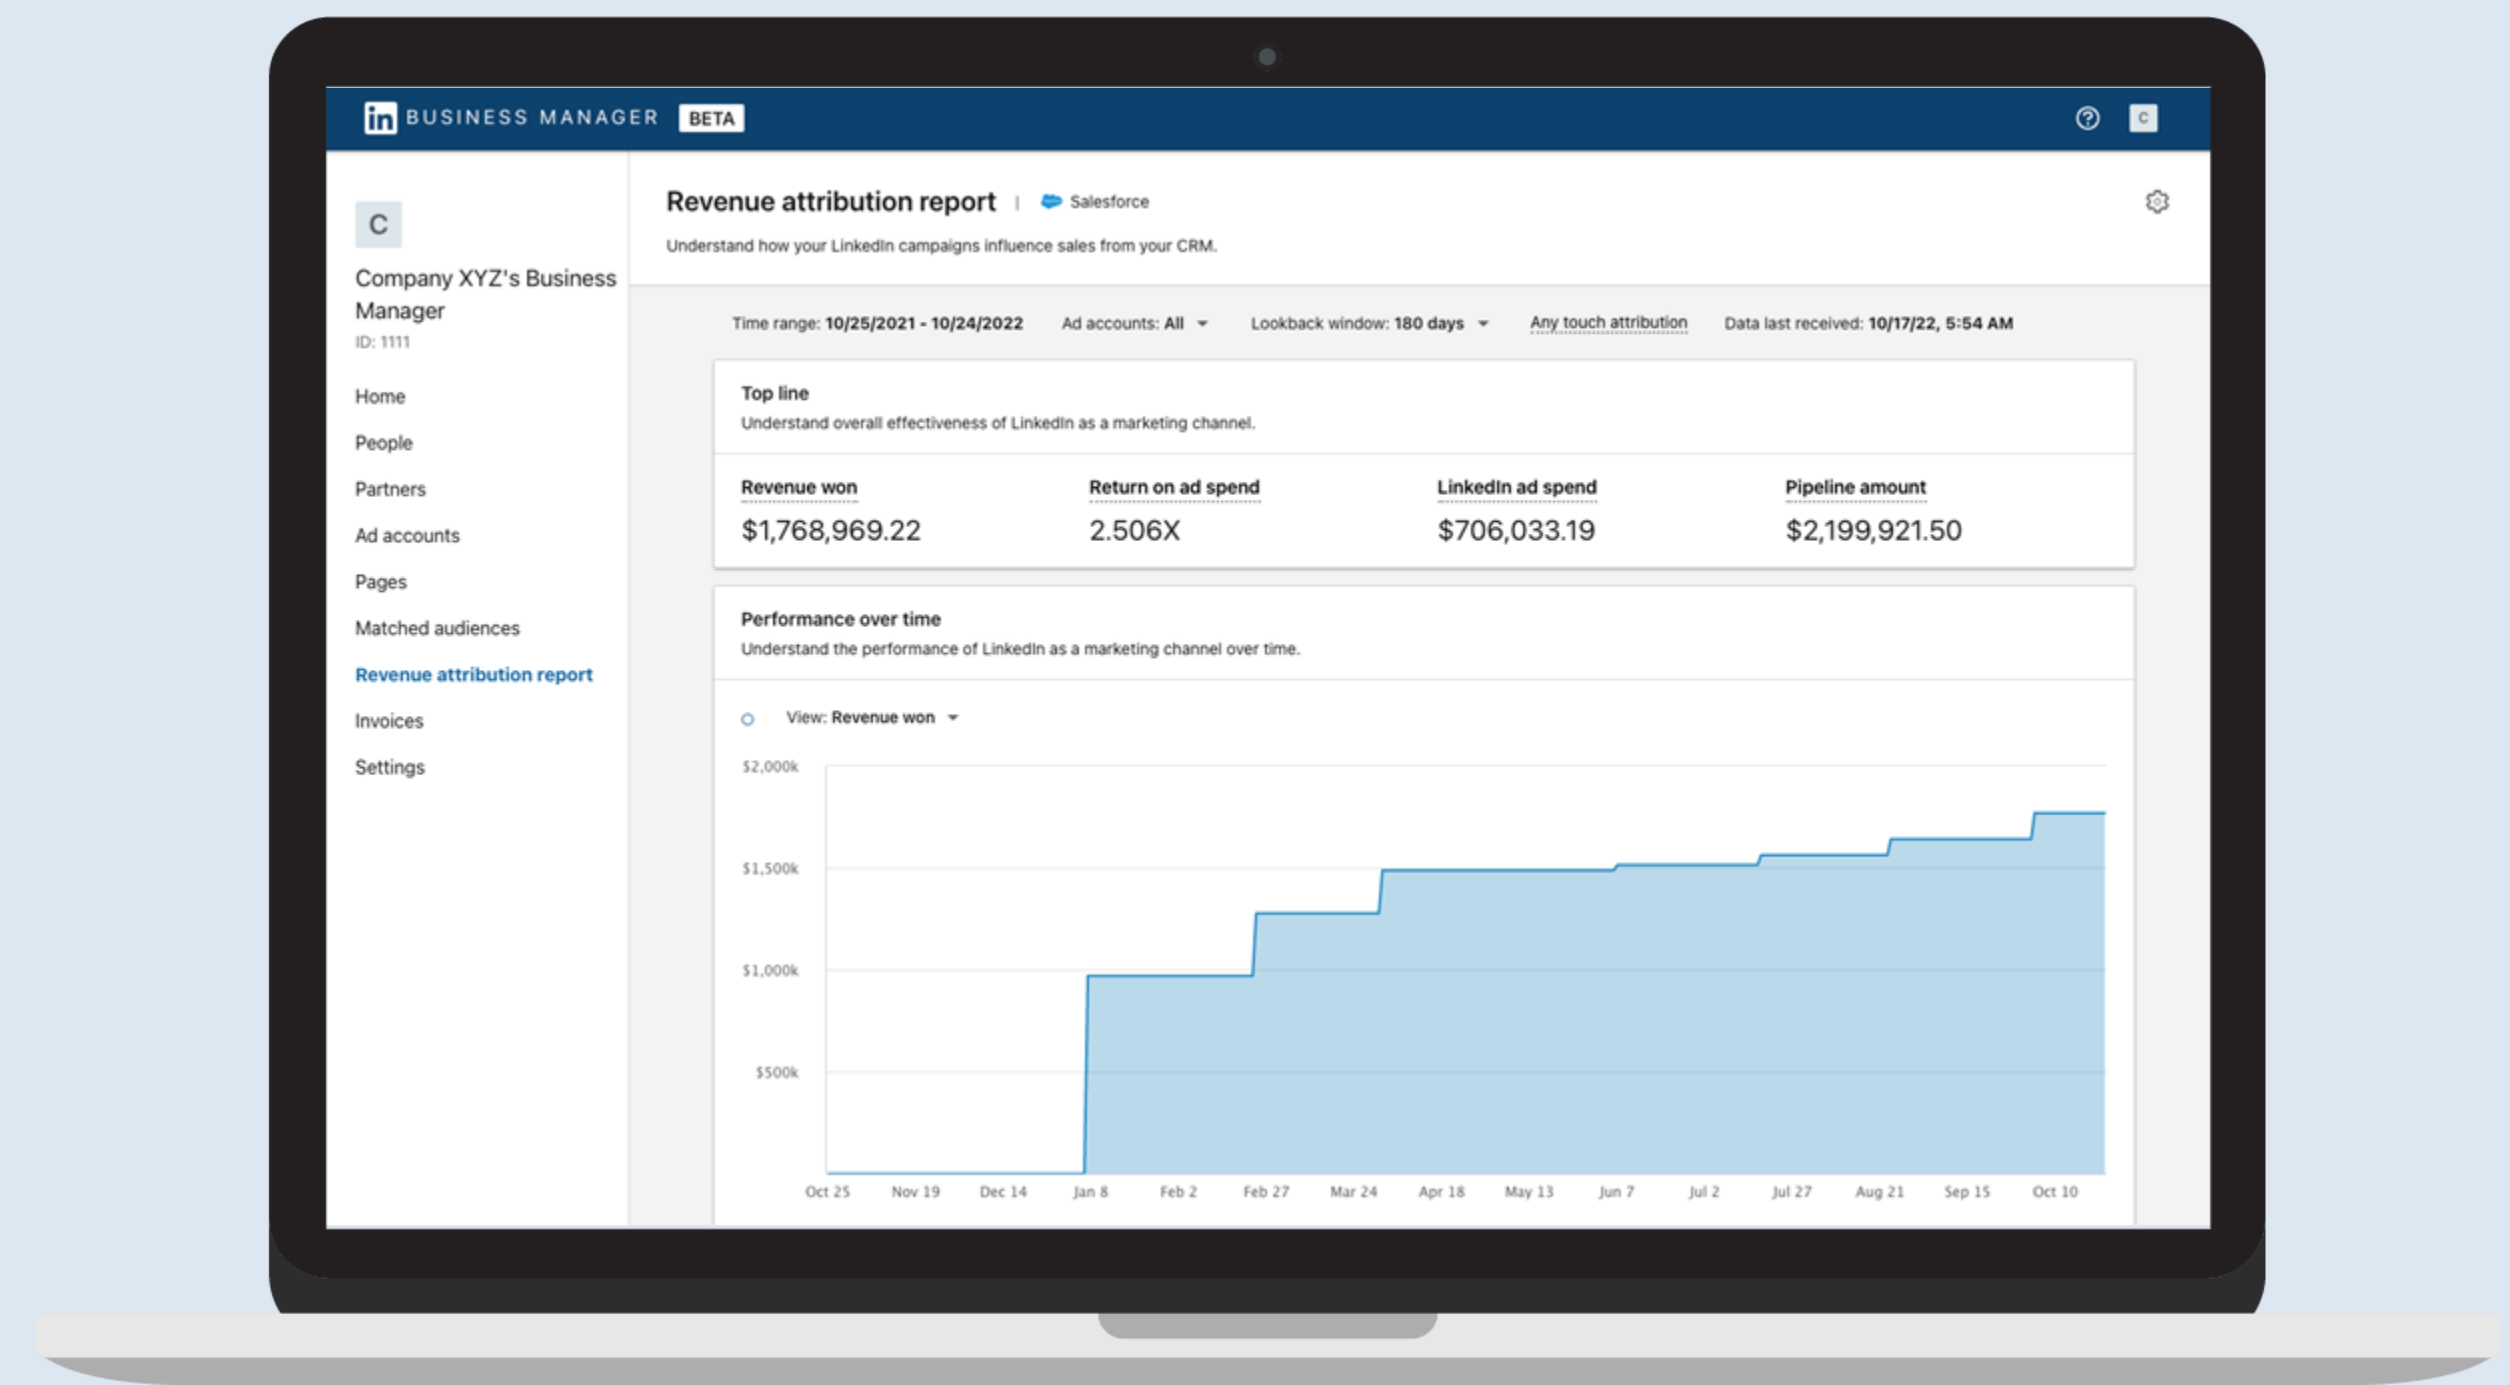 in BUSINESS MANAGER BETA
C
C
Company XYZ's Business
Manager
ID: 1111
Home
People
Partners
Ad accounts
Pages
Matched audiences
Revenue attribution report
Invoices
Settings
Revenue attribution report | Salesforce
Understand how your LinkedIn campaigns influence sales from your CRM.
Time range: 10/25/2021 - 10/24/2022 Ad accounts: All Lookback window: 180 days Any touch attribution Data last received: 10/17/22, 5:54 AM
Top line
Understand overall effectiveness of LinkedIn as a marketing channel.
Revenue won Return on ad spend LinkedIn ad spend Pipeline amount
$1,768,969.22 2.506X $706,033.19 $2,199,921.50
Performance over time
Understand the performance of LinkedIn as a marketing channel over time.
View: Revenue won
$2,000k
$1,500k
$1,000k
$500k
Oct 25 Nov 19 Dec 14 Jan 8 Feb 2 Feb 27 Mar 24 Apr 18 May 13 Jun 7 Jul 2 Jul 27 Aug 21 Sep 15 Oct 10